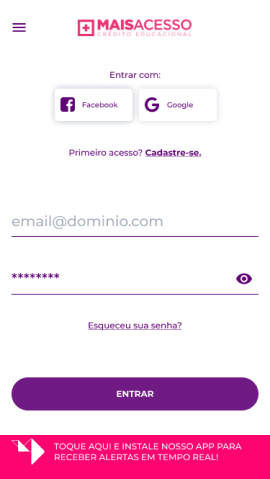 MAISACESSO
CRÉDITO EDUCACIONAL
Entrar com:
Facebook
Google
Primeiro acesso? Cadastre-se.
email@dominio.com
********
Esqueceu sua senha?
ENTRAR
TOQUE AQUI E INSTALE NOSSO APP PARA
RECEBER ALERTAS EM TEMPO REAL!